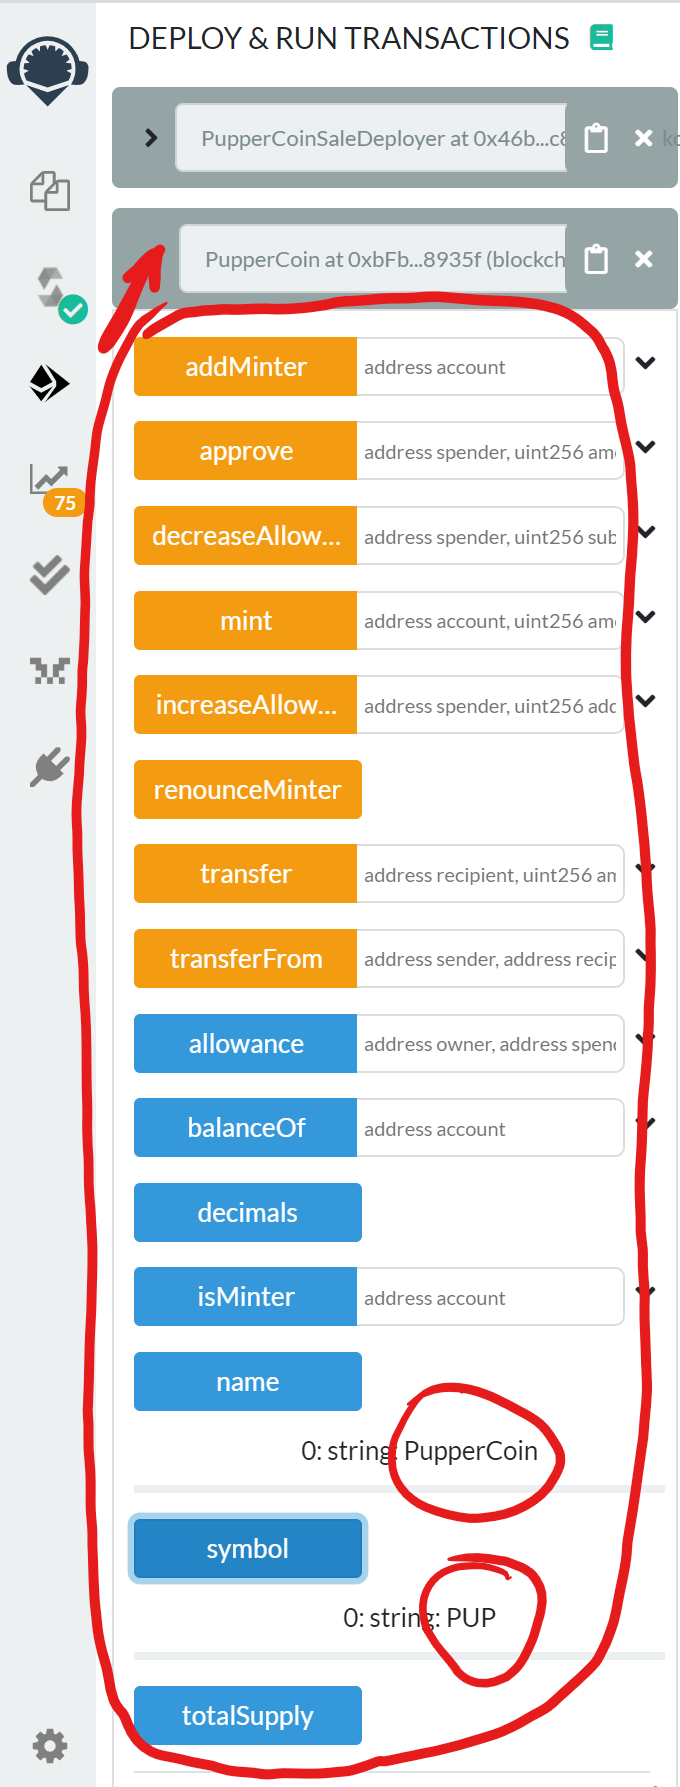 DEPLOY & RUN TRANSACTIONS
PupperCoinSaleDeployer at 0x46b...c8
PupperCoin at 0xbFb...8935f (blockch
addMinter address account
approve address spender, uint256 am
75
decreaseAllow... address spender, uint256 sub
mint address account, uint256 am
increaseAllow... address spender, uint256 adc
renounceMinter
transfer address recipient, uint256 am
transferFrom address sender, address recip
allowance address owner, address spen
balanceOf address account
decimals
isMinter address account
name
0: string: PupperCoin
symbol
0: string: PUP
totalSupply